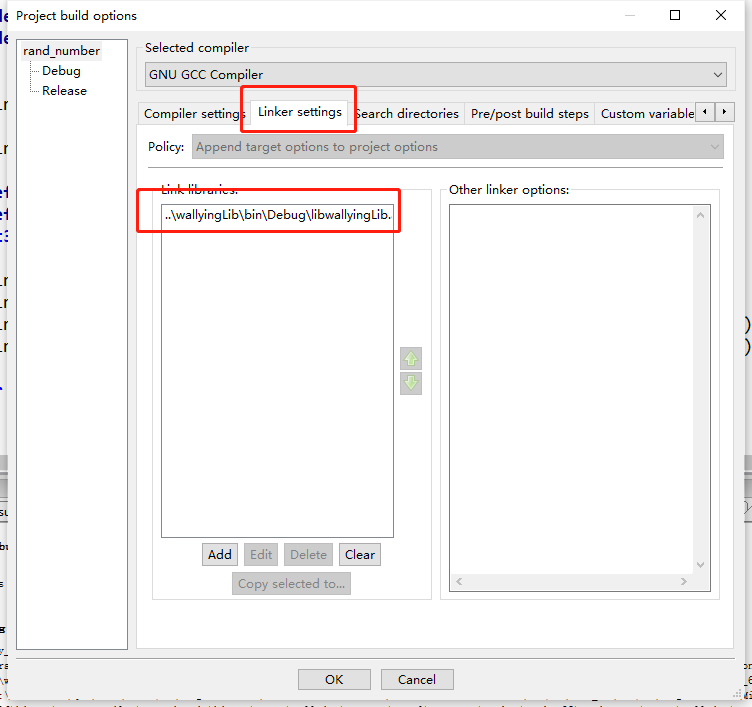 Project build options
rand_number
Debug
Release
Selected compiler
GNU GCC Compiler
Compiler settings
Linker settings
Search directories
Pre/post build steps
Custom variable
Policy:
Append target options to project options
Link libraries:
Other linker options:
..\wallyingLib\bin\Debug\libwallyingLib.
Add
Edit
Delete
Clear
Copy selected to...
OK
Cancel